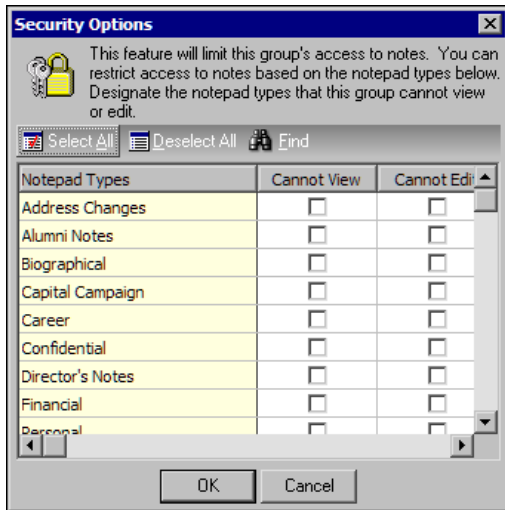 Security Options
This feature will limit this group's access to notes. You can
restrict access to notes based on the notepad types below.
Designate the notepad types that this group cannot view
or edit.
Select All Deselect All Find
Notepad Types Cannot View Cannot Edit
Address Changes
Alumni Notes
Biographical
Capital Campaign
Career
Confidential
Director's Notes
Financial
Personal
OK Cancel